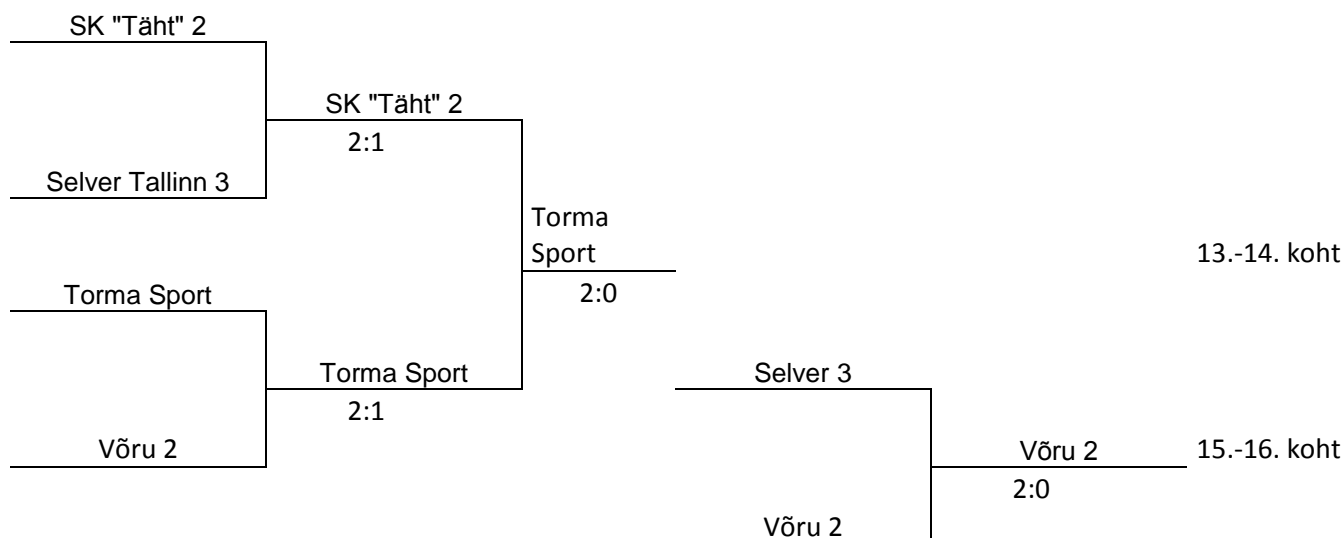 SK "Täht" 2
SK "Täht" 2
2:1
Selver Tallinn 3
Torma
Sport
13.-14. koht
2:0
Torma Sport
Torma Sport
Selver 3
2:1
Võru 2
Võru 2
15.-16. koht
2:0
Võru 2